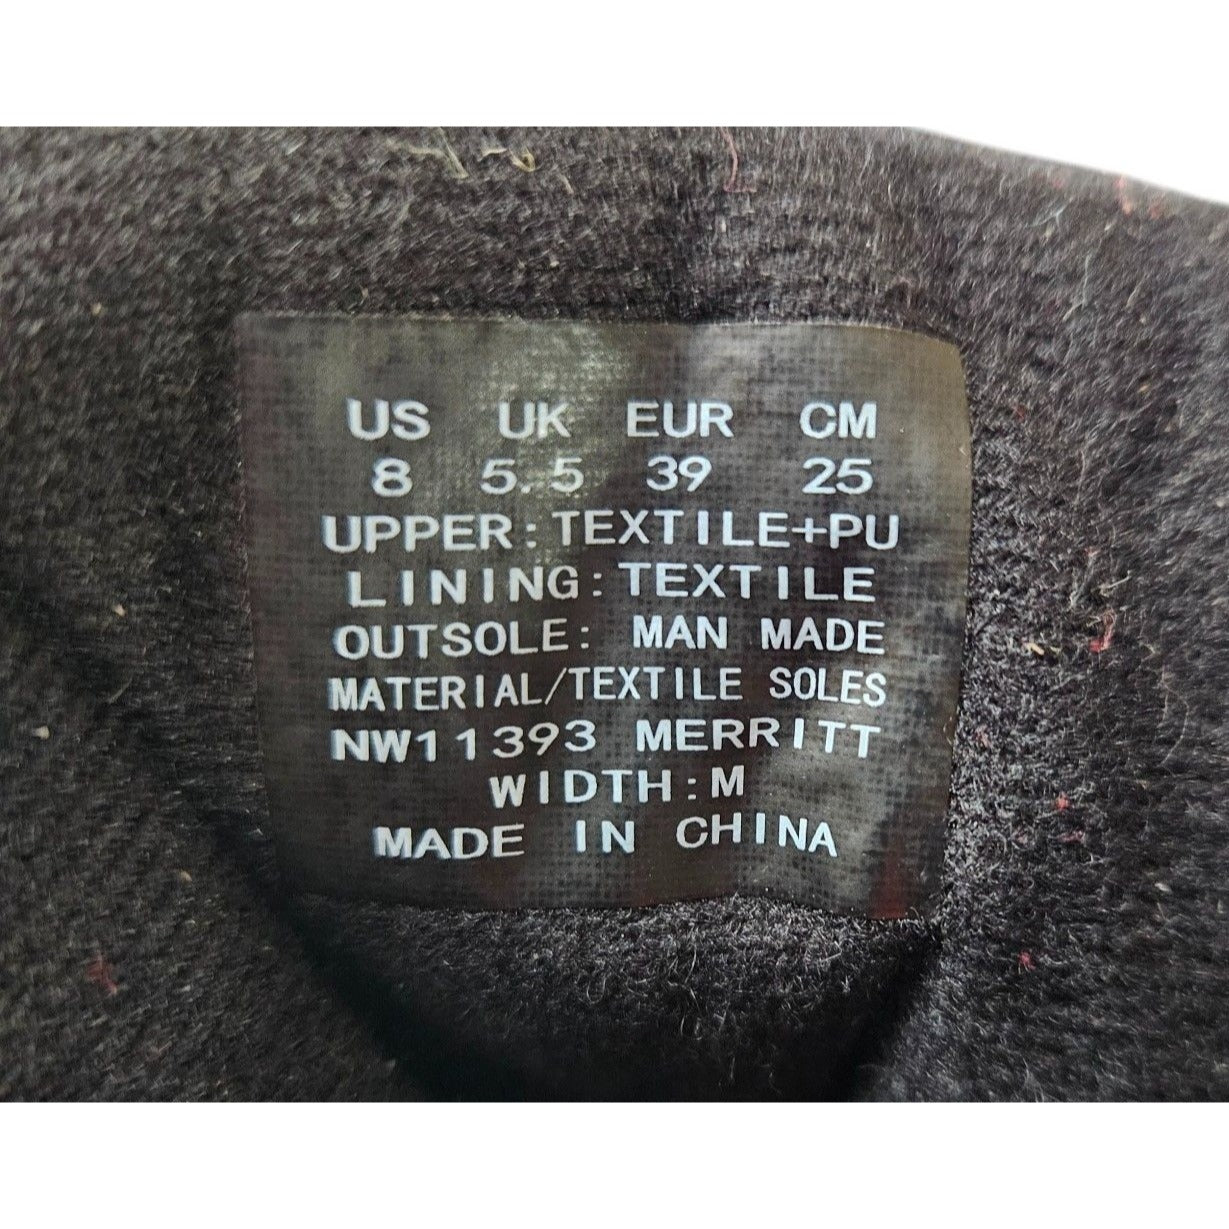 US UK EUR CM
8 5.5 39 25
UPPER: TEXTILE+PU
LINING: TEXTILE
OUTSOLE: MAN MADE
MATERIAL/TEXTILE SOLES
NW11393 MERRITT
WIDTH: M
MADE IN CHINA